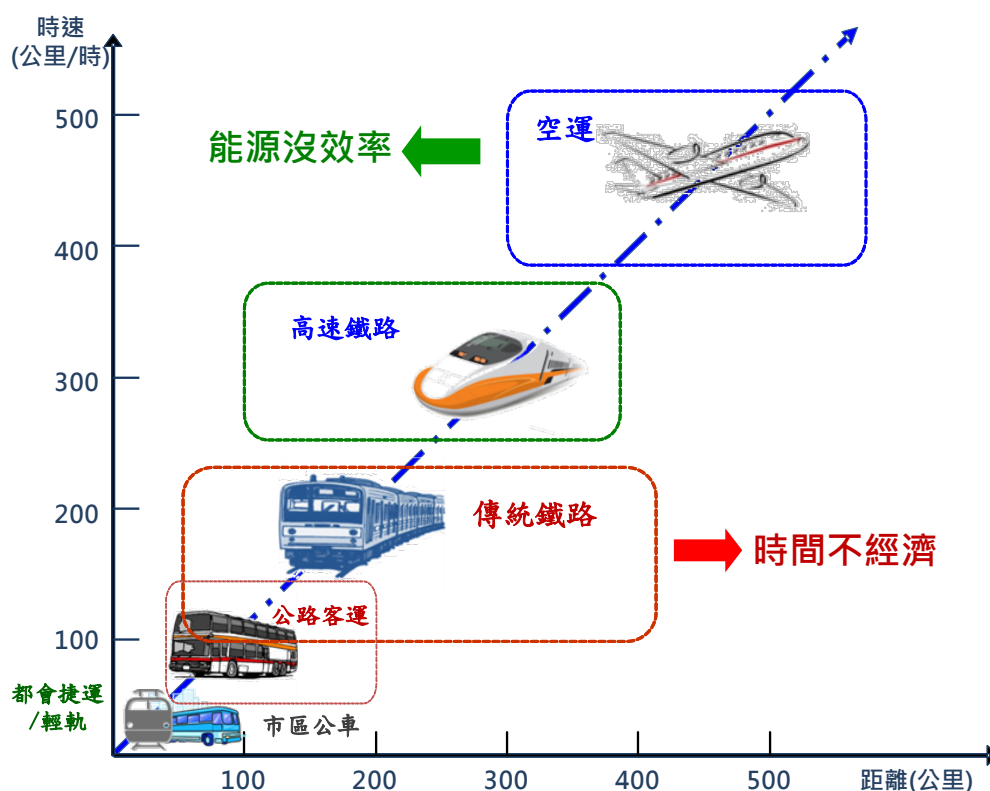 時速
(公里/時)
500
空運
能源沒效率
400
高速鐵路
300
200
傳統鐵路
時間不經濟
公路客運
100
都會捷運
/輕軌
市區公車
100
200
300
400
500
距離(公里)